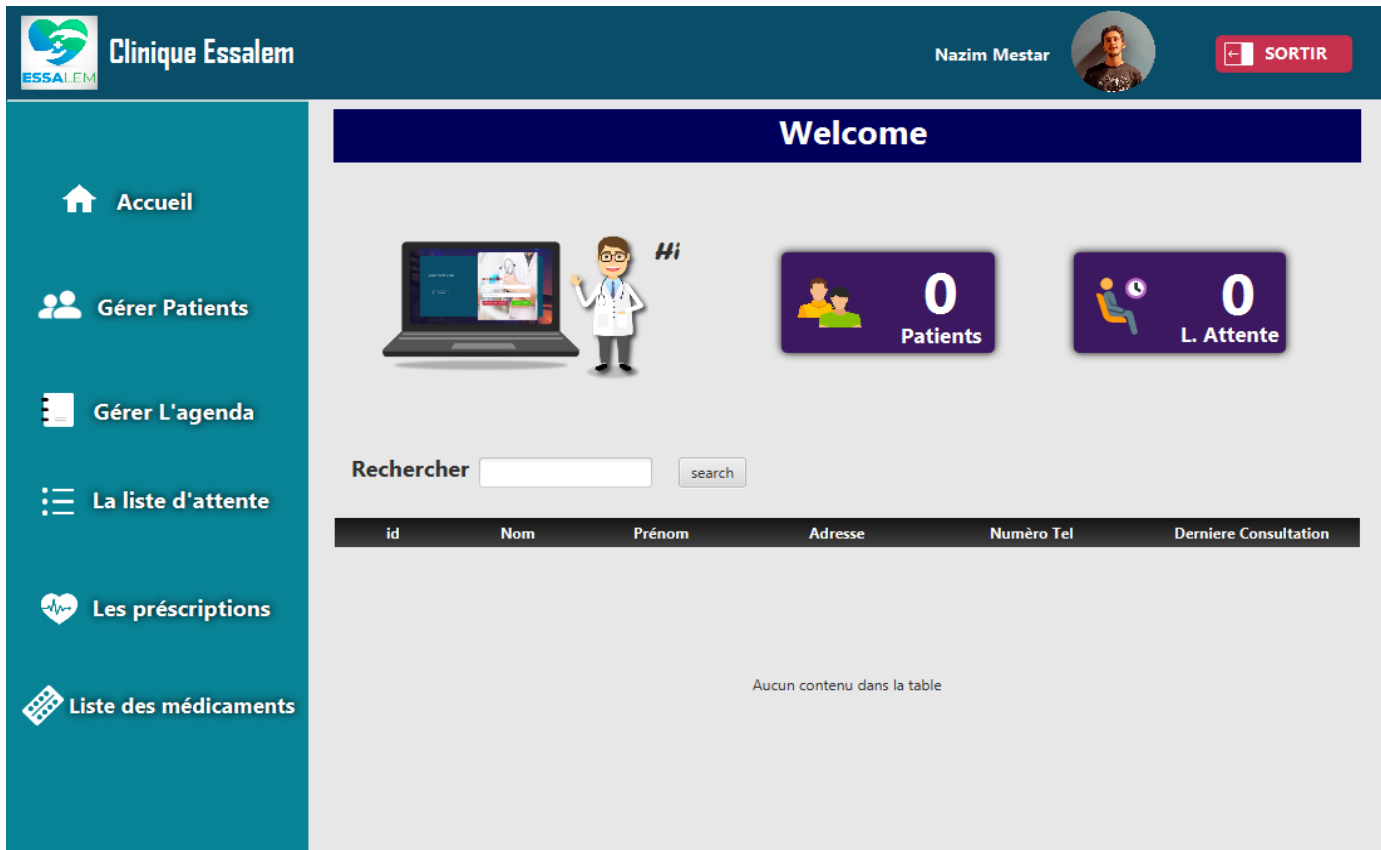 ESSALEM
Clinique Essalem
Nazim Mestar
SORTIR
Welcome
Accueil
Gérer Patients
Gérer L'agenda
La liste d'attente
Les préscriptions
Liste des médicaments
Hi
0
Patients
0
L. Attente
Rechercher
search
id Nom Prénom Adresse Numèro Tel Derniere Consultation
Aucun contenu dans la table